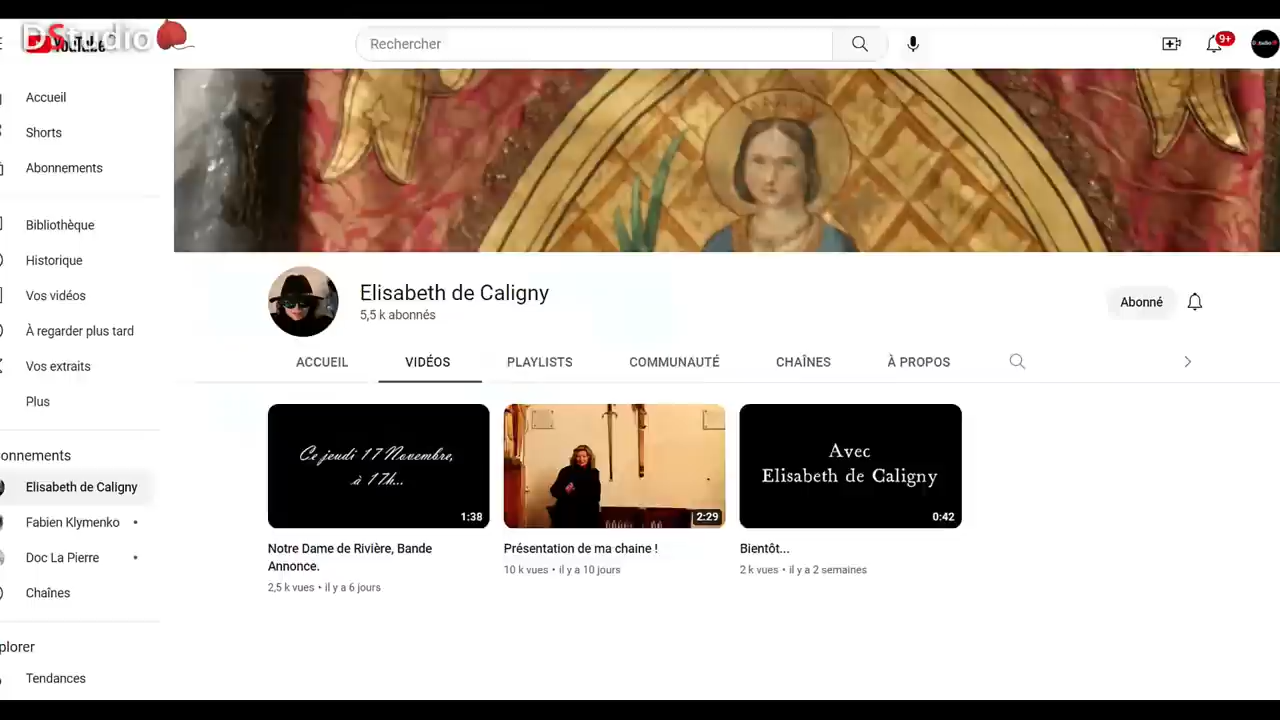 DStudio
YouTube
Rechercher
9+
Accueil
Shorts
Abonnements
Bibliothèque
Historique
Vos vidéos
À regarder plus tard
Vos extraits
Plus
onnements
Elisabeth de Caligny
Fabien Klymenko
Doc La Pierre
Chaînes
plorer
Tendances
Elisabeth de Caligny
5,5 k abonnés
Abonné
ACCUEIL VIDÉOS PLAYLISTS COMMUNAUTÉ CHAÎNES À PROPOS
Ce jeudi 17 Novembre,
à 17h...
1:38
Notre Dame de Rivière, Bande
Annonce.
2,5 k vues • il y a 6 jours
2:29
Présentation de ma chaine !
10 k vues • il y a 10 jours
Avec
Elisabeth de Caligny
0:42
Bientôt...
2 k vues • il y a 2 semaines